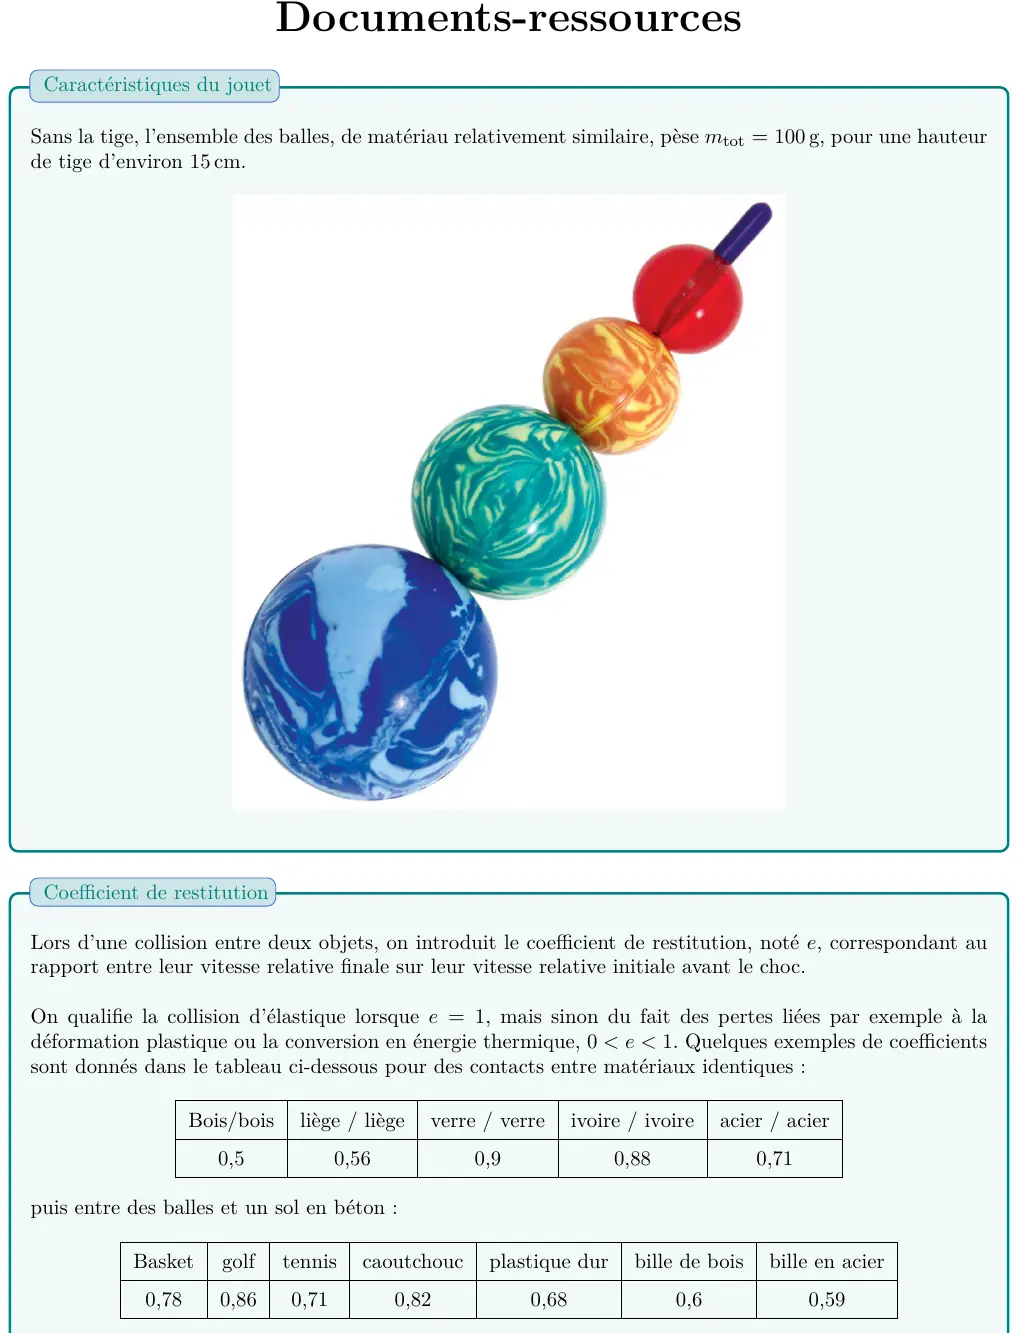 Documents-ressources
Caractéristiques du jouet
Sans la tige, l'ensemble des balles, de matériau relativement similaire, pèse m_tot = 100 g, pour une hauteur
de tige d'environ 15 cm.
Coefficient de restitution
Lors d'une collision entre deux objets, on introduit le coefficient de restitution, noté e, correspondant au
rapport entre leur vitesse relative finale sur leur vitesse relative initiale avant le choc.
On qualifie la collision d'élastique lorsque e = 1, mais sinon du fait des pertes liées par exemple à la
déformation plastique ou la conversion en énergie thermique, 0 < e < 1. Quelques exemples de coefficients
sont donnés dans le tableau ci-dessous pour des contacts entre matériaux identiques :
Bois/bois liège / liège verre / verre ivoire / ivoire acier / acier
0,5 0,56 0,9 0,88 0,71
puis entre des balles et un sol en béton :
Basket golf tennis caoutchouc plastique dur bille de bois bille en acier
0,78 0,86 0,71 0,82 0,68 0,6 0,59